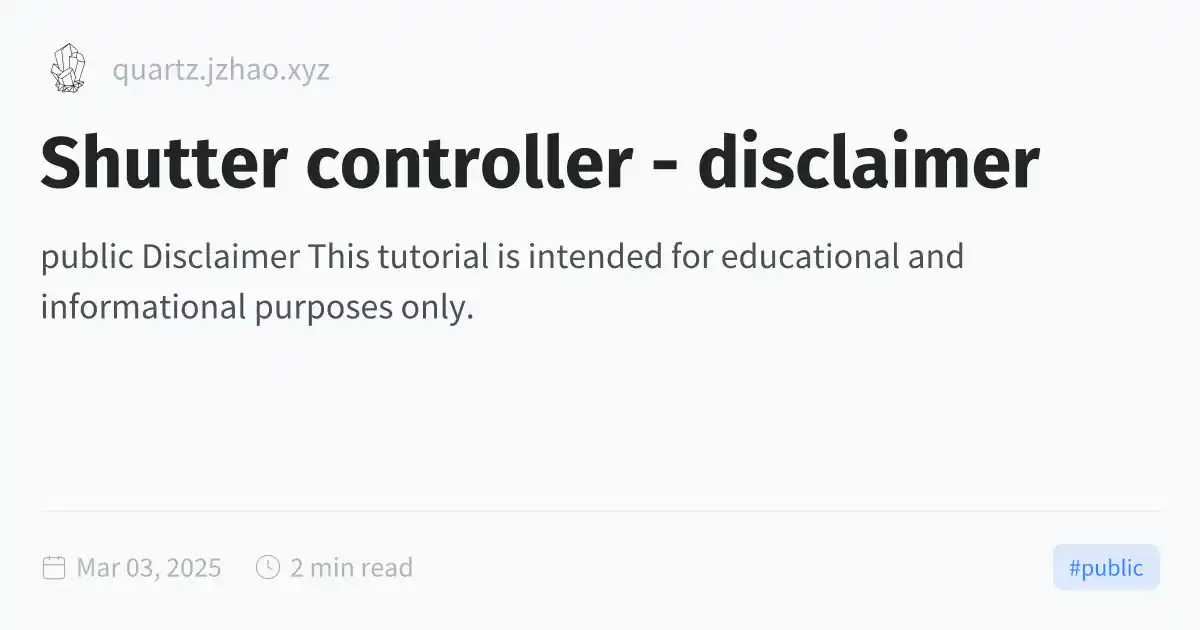 quartz.jzhao.xyz
Shutter controller - disclaimer
public Disclaimer This tutorial is intended for educational and
informational purposes only.
Mar 03, 2025
2 min read
#public